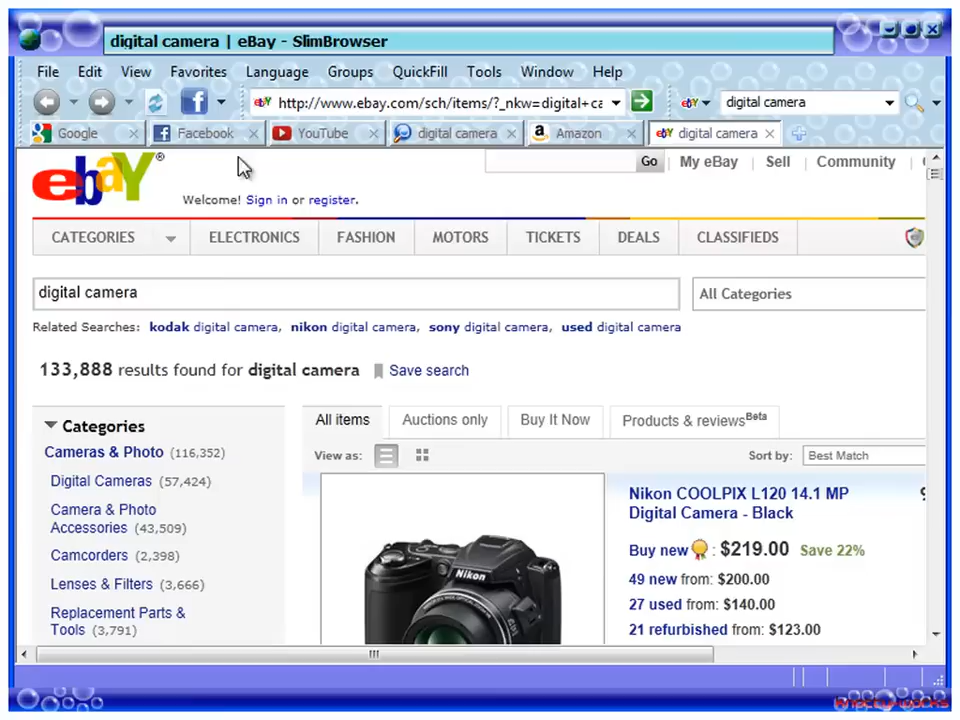 digital camera | eBay - SlimBrowser
File Edit View Favorites Language Groups QuickFill Tools Window Help
http://www.ebay.com/sch/items/?_nkw=digital+ca
digital camera
Google Facebook YouTube digital camera Amazon digital camera
ebay®
Go My eBay Sell Community
Welcome! Sign in or register.
CATEGORIES ELECTRONICS FASHION MOTORS TICKETS DEALS CLASSIFIEDS
digital camera
All Categories
Related Searches: kodak digital camera, nikon digital camera, sony digital camera, used digital camera
133,888 results found for digital camera Save search
Categories
Cameras & Photo (116,352)
Digital Cameras (57,424)
Camera & Photo
Accessories (43,509)
Camcorders (2,398)
Lenses & Filters (3,666)
Replacement Parts &
Tools (3,791)
All items Auctions only Buy It Now Products & reviews Beta
View as: Sort by: Best Match
Nikon
Nikon COOLPIX L120 14.1 MP
Digital Camera - Black
Buy new : $219.00 Save 22%
49 new from: $200.00
27 used from: $140.00
21 refurbished from: $123.00